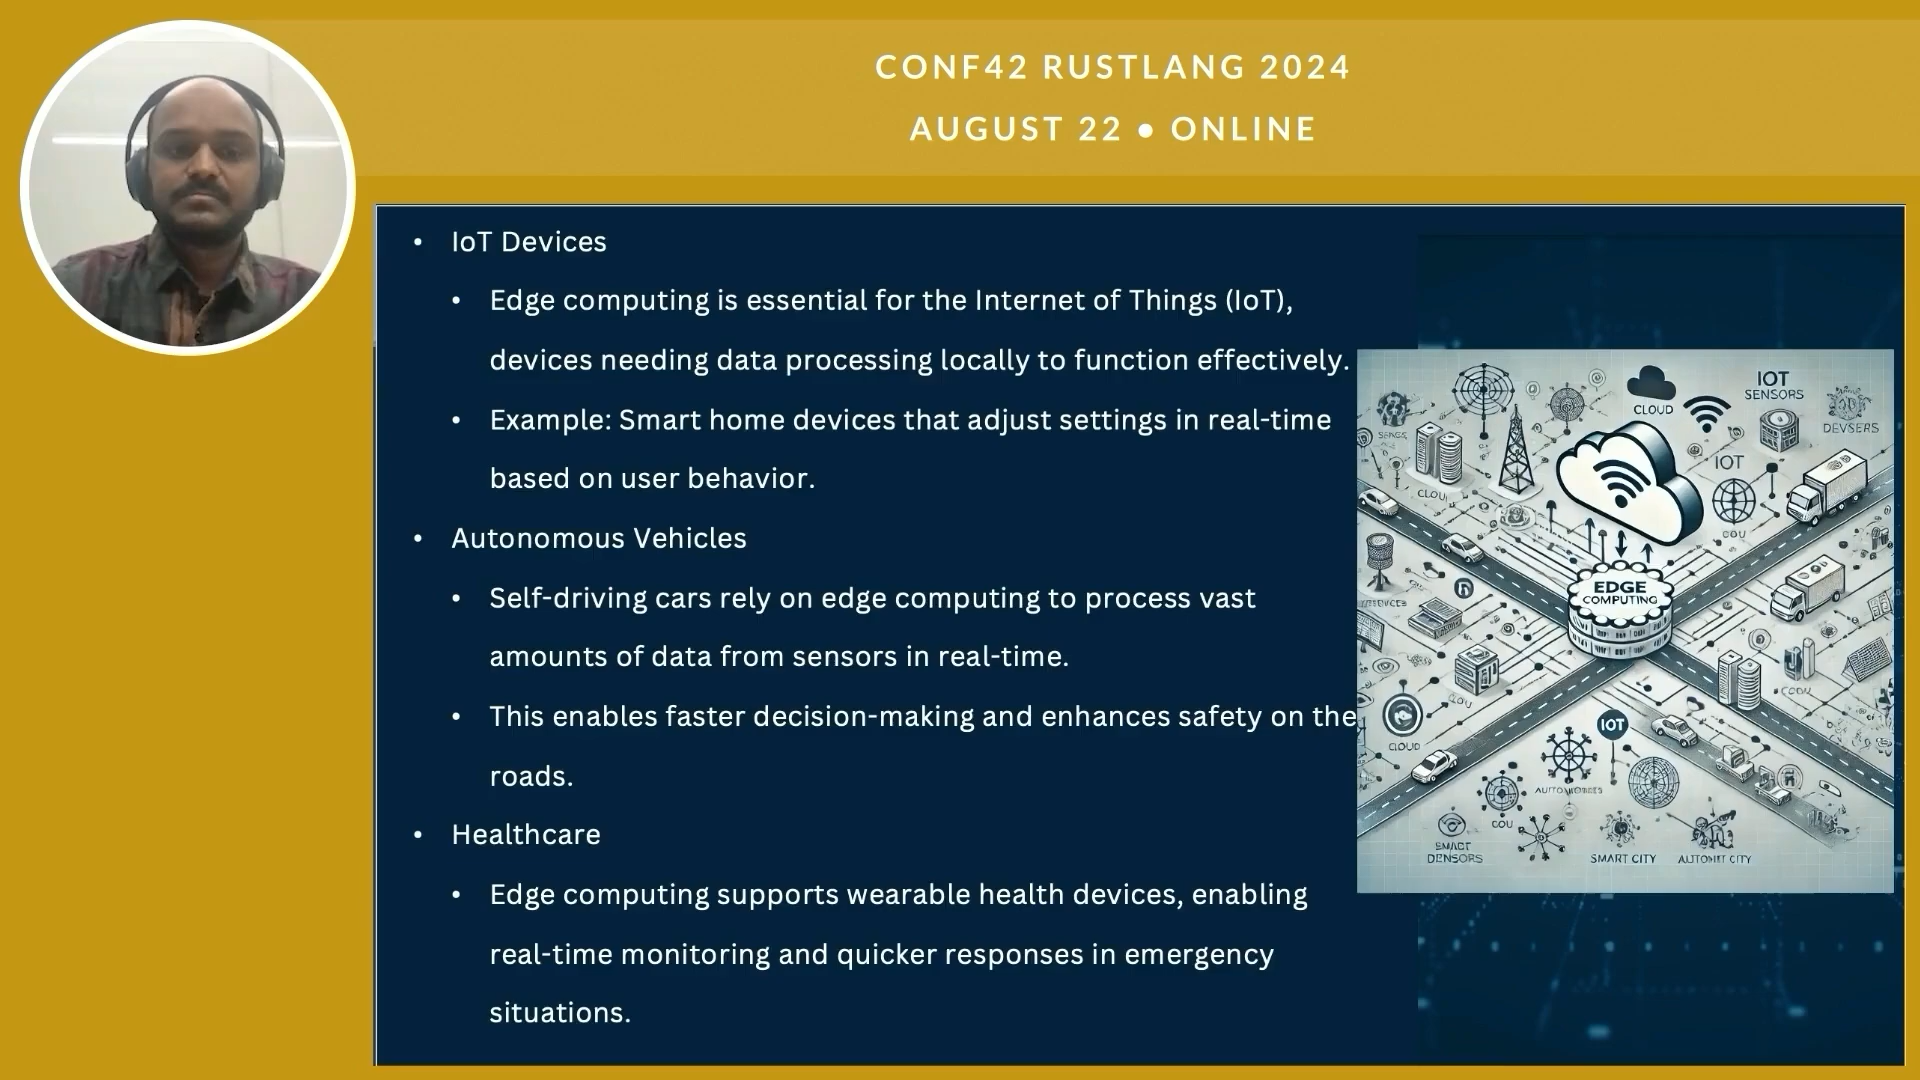 CONF42 RUSTLANG 2024
AUGUST 22 • ONLINE
• IoT Devices
• Edge computing is essential for the Internet of Things (IoT),
devices needing data processing locally to function effectively.
• Example: Smart home devices that adjust settings in real-time
based on user behavior.
• Autonomous Vehicles
• Self-driving cars rely on edge computing to process vast
amounts of data from sensors in real-time.
• This enables faster decision-making and enhances safety on the
roads.
• Healthcare
• Edge computing supports wearable health devices, enabling
real-time monitoring and quicker responses in emergency
situations.
CLOUD
IOT
SENSORS
DEVSERS
IOT
EDGE
COMPUTING
CLOUD
IOT
COU
SMART CITY